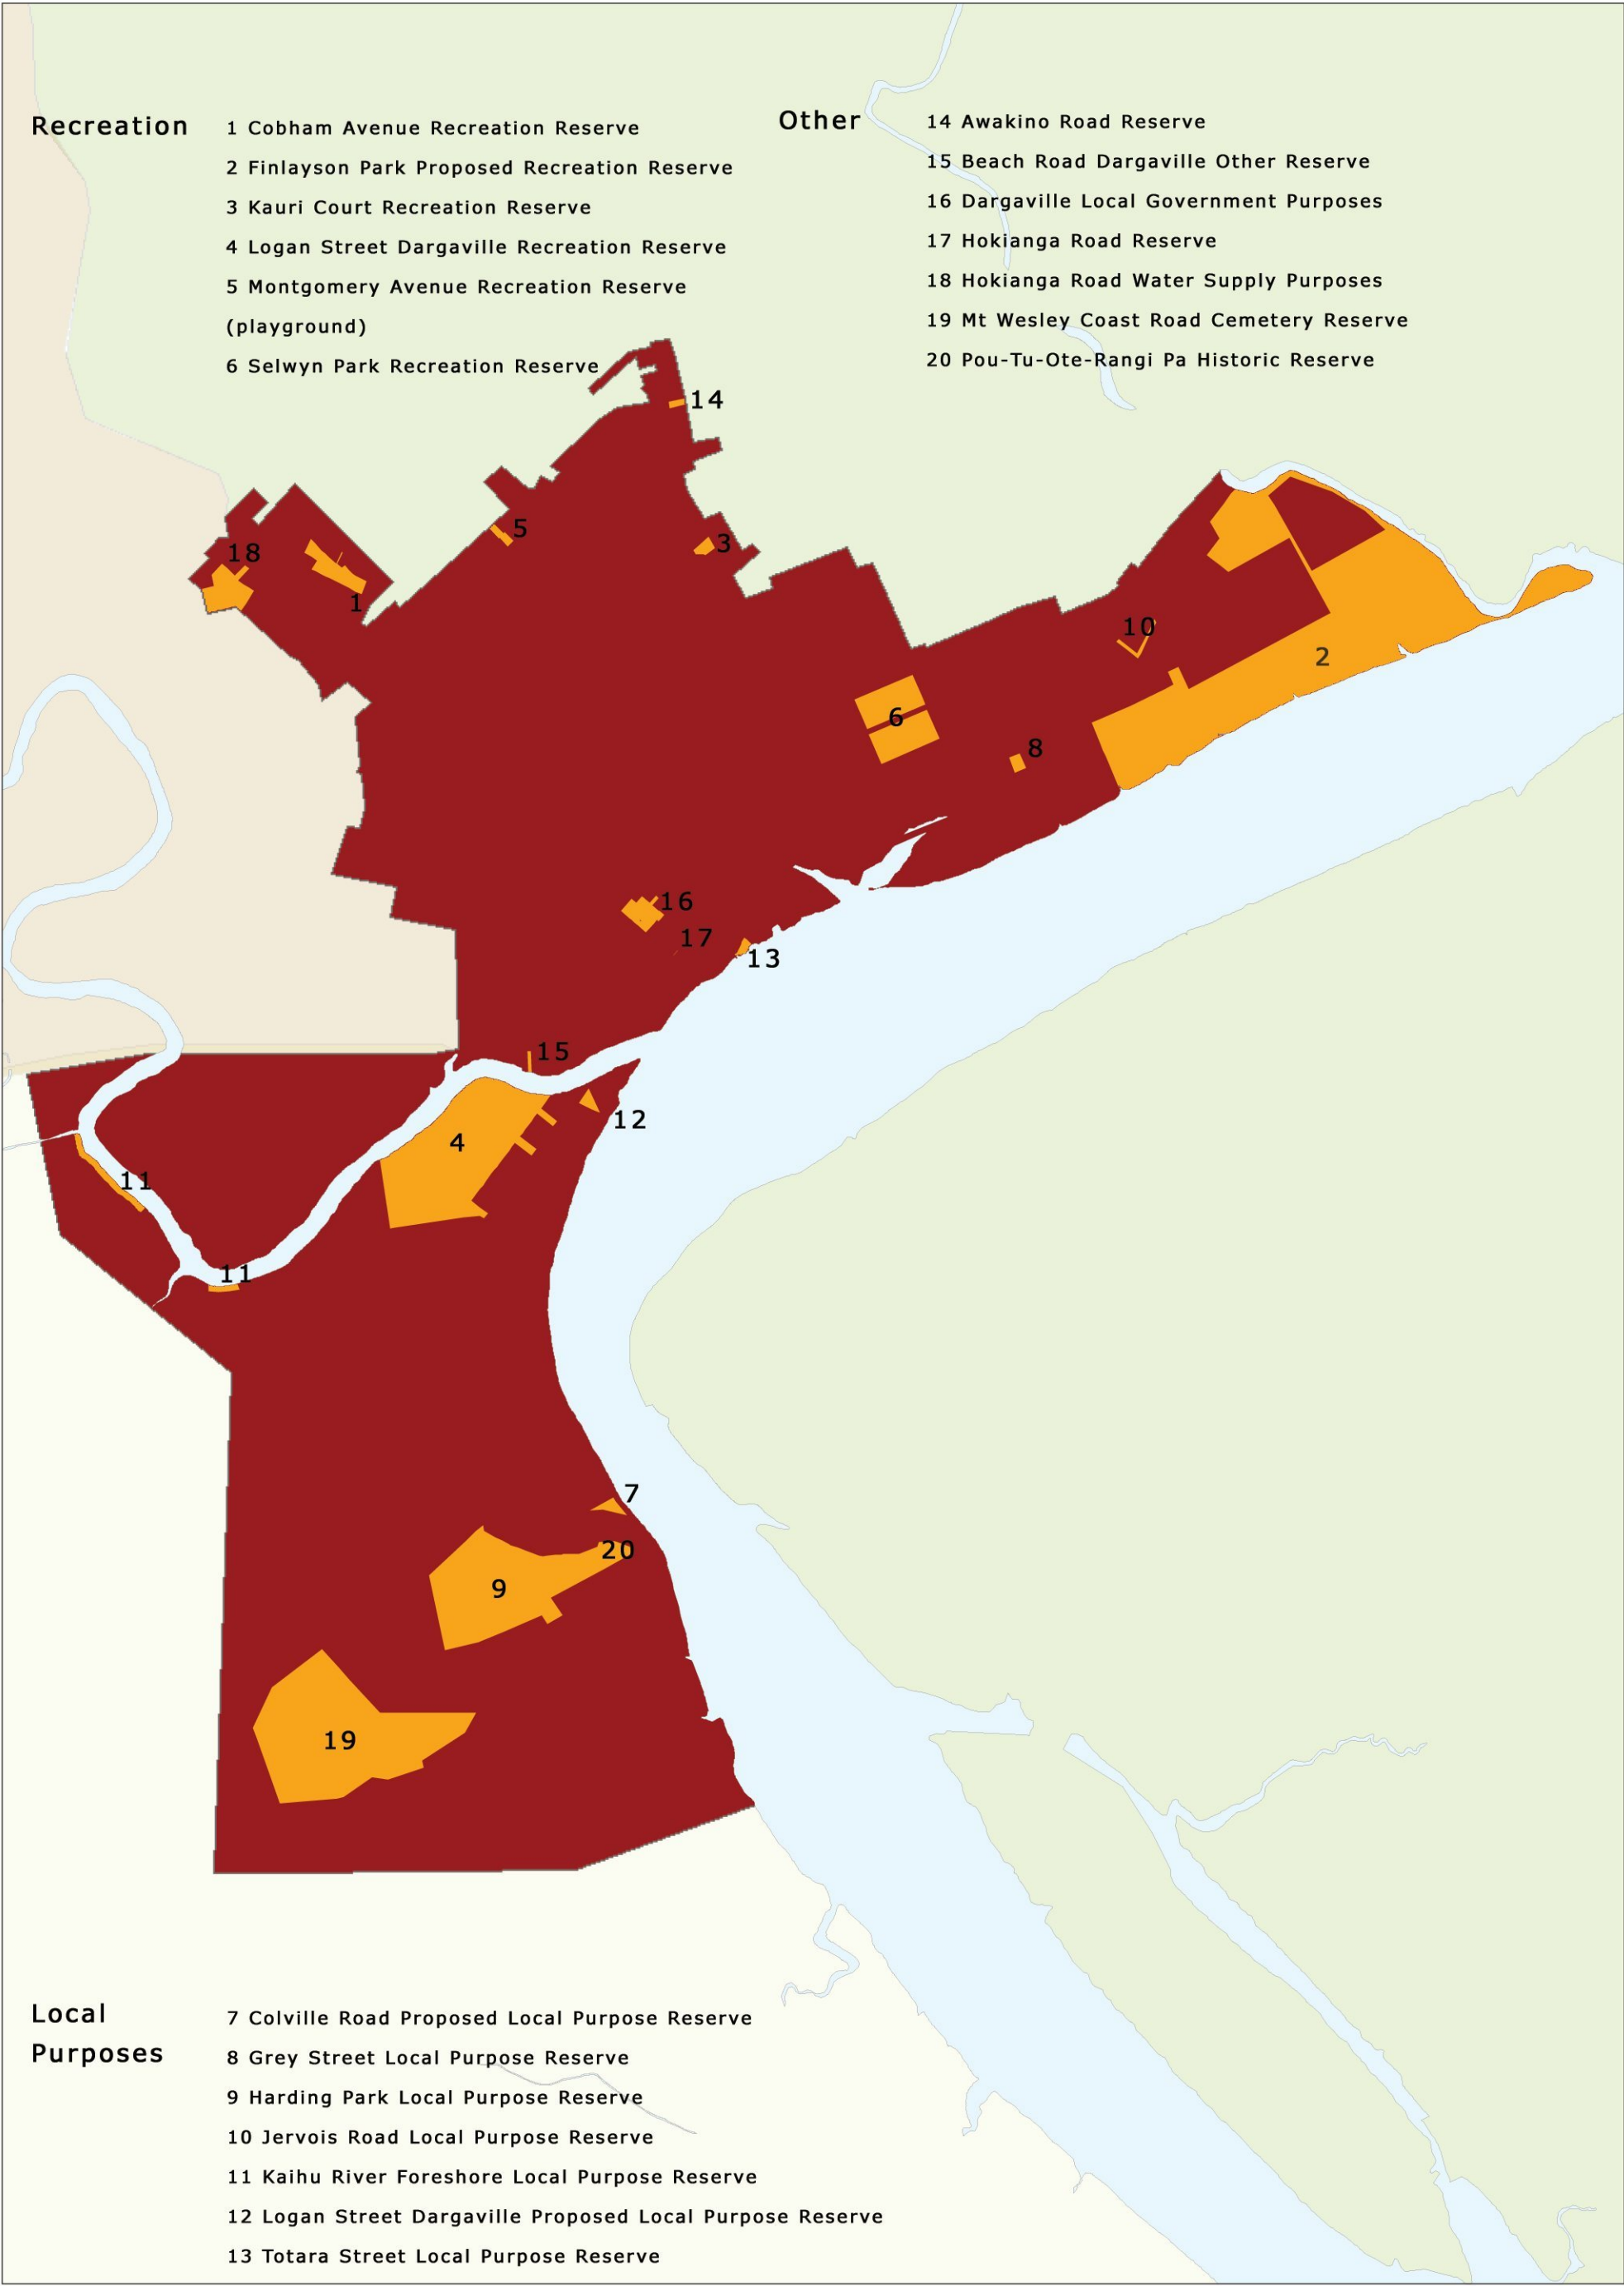 Recreation
1 Cobham Avenue Recreation Reserve
2 Finlayson Park Proposed Recreation Reserve
3 Kauri Court Recreation Reserve
4 Logan Street Dargaville Recreation Reserve
5 Montgomery Avenue Recreation Reserve
(playground)
6 Selwyn Park Recreation Reserve
Other
14 Awakino Road Reserve
15 Beach Road Dargaville Other Reserve
16 Dargaville Local Government Purposes
17 Hokianga Road Reserve
18 Hokianga Road Water Supply Purposes
19 Mt Wesley Coast Road Cemetery Reserve
20 Pou-Tu-Ote-Rangi Pa Historic Reserve
14
5
3
18
1
10
2
6
8
16
17
13
15
12
4
11
11
7
20
9
19
Local
Purposes
7 Colville Road Proposed Local Purpose Reserve
8 Grey Street Local Purpose Reserve
9 Harding Park Local Purpose Reserve
10 Jervois Road Local Purpose Reserve
11 Kaihu River Foreshore Local Purpose Reserve
12 Logan Street Dargaville Proposed Local Purpose Reserve
13 Totara Street Local Purpose Reserve